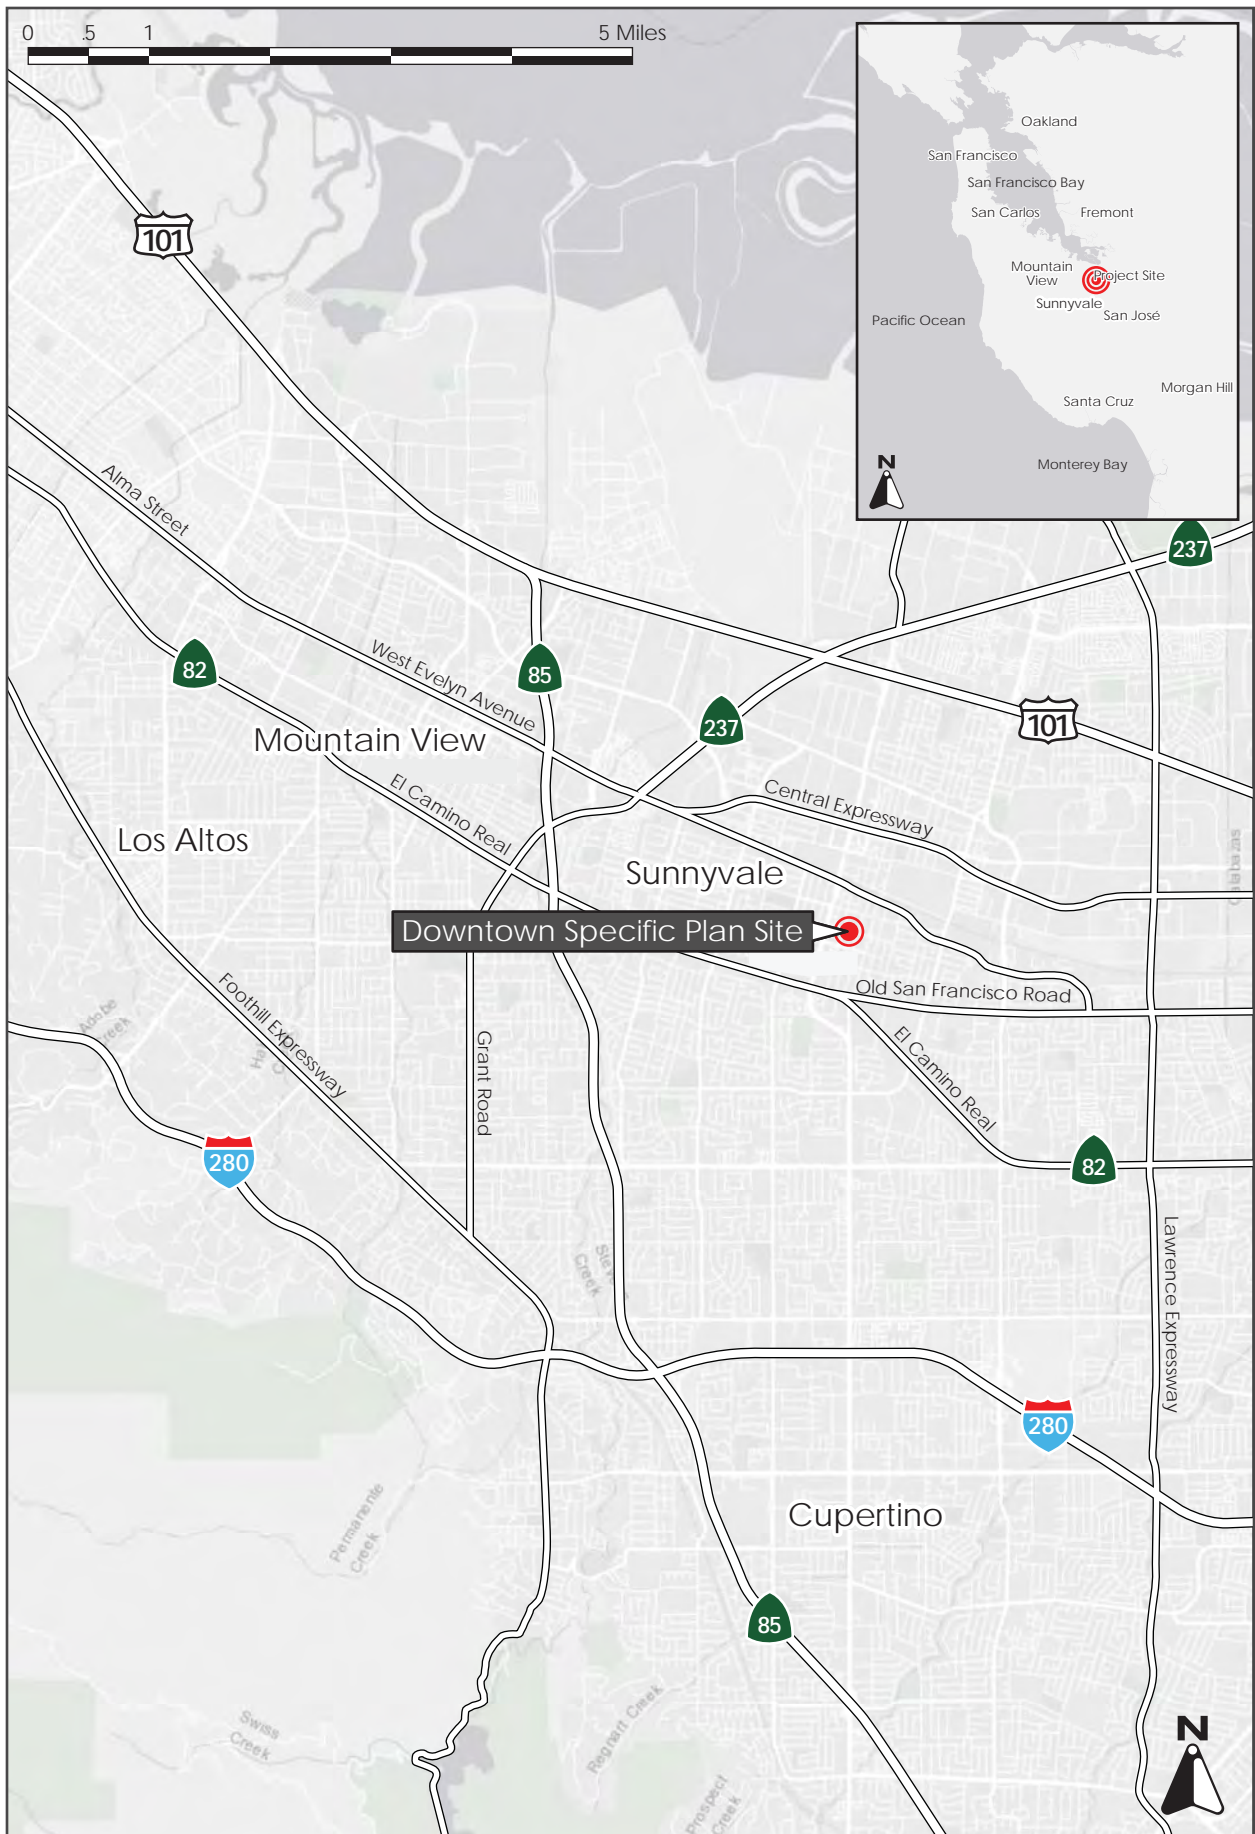 0 .5 1 5 Miles
Oakland
San Francisco
San Francisco Bay
San Carlos
Fremont
Mountain
View
Project Site
Sunnyvale
San José
Pacific Ocean
Morgan Hill
Santa Cruz
Monterey Bay
N
101
Alma Street
237
82
West Evelyn Avenue
85
237
101
Mountain View
El Camino Real
Central Expressway
Los Altos
Sunnyvale
Calabazas
Downtown Specific Plan Site
Old San Francisco Road
Adobe
Creek
Foothill Expressway
Grant Road
El Camino Real
280
82
Creek
Lawrence Expressway
280
Permanente
Creek
Cupertino
85
Swiss
Creek
Regnart Creek
Prospect
Creek
N